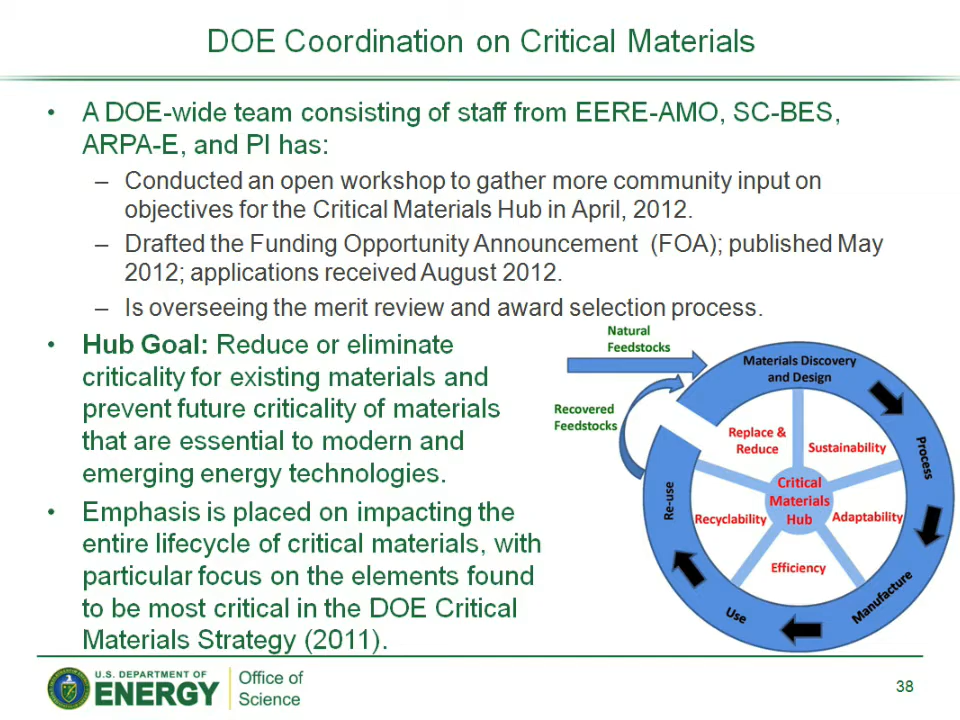 DOE Coordination on Critical Materials
• A DOE-wide team consisting of staff from EERE-AMO, SC-BES,
ARPA-E, and PI has:
– Conducted an open workshop to gather more community input on
objectives for the Critical Materials Hub in April, 2012.
– Drafted the Funding Opportunity Announcement (FOA); published May
2012; applications received August 2012.
– Is overseeing the merit review and award selection process.
• Hub Goal: Reduce or eliminate
criticality for existing materials and
prevent future criticality of materials
that are essential to modern and
emerging energy technologies.
• Emphasis is placed on impacting the
entire lifecycle of critical materials, with
particular focus on the elements found
to be most critical in the DOE Critical
Materials Strategy (2011).
Natural
Feedstocks
Recovered
Feedstocks
Materials Discovery
and Design
Process
Manufacture
Use
Re-use
Replace &
Reduce
Sustainability
Critical
Materials
Hub
Recyclability
Adaptability
Efficiency
U.S. DEPARTMENT OF
ENERGY
Office of
Science
38